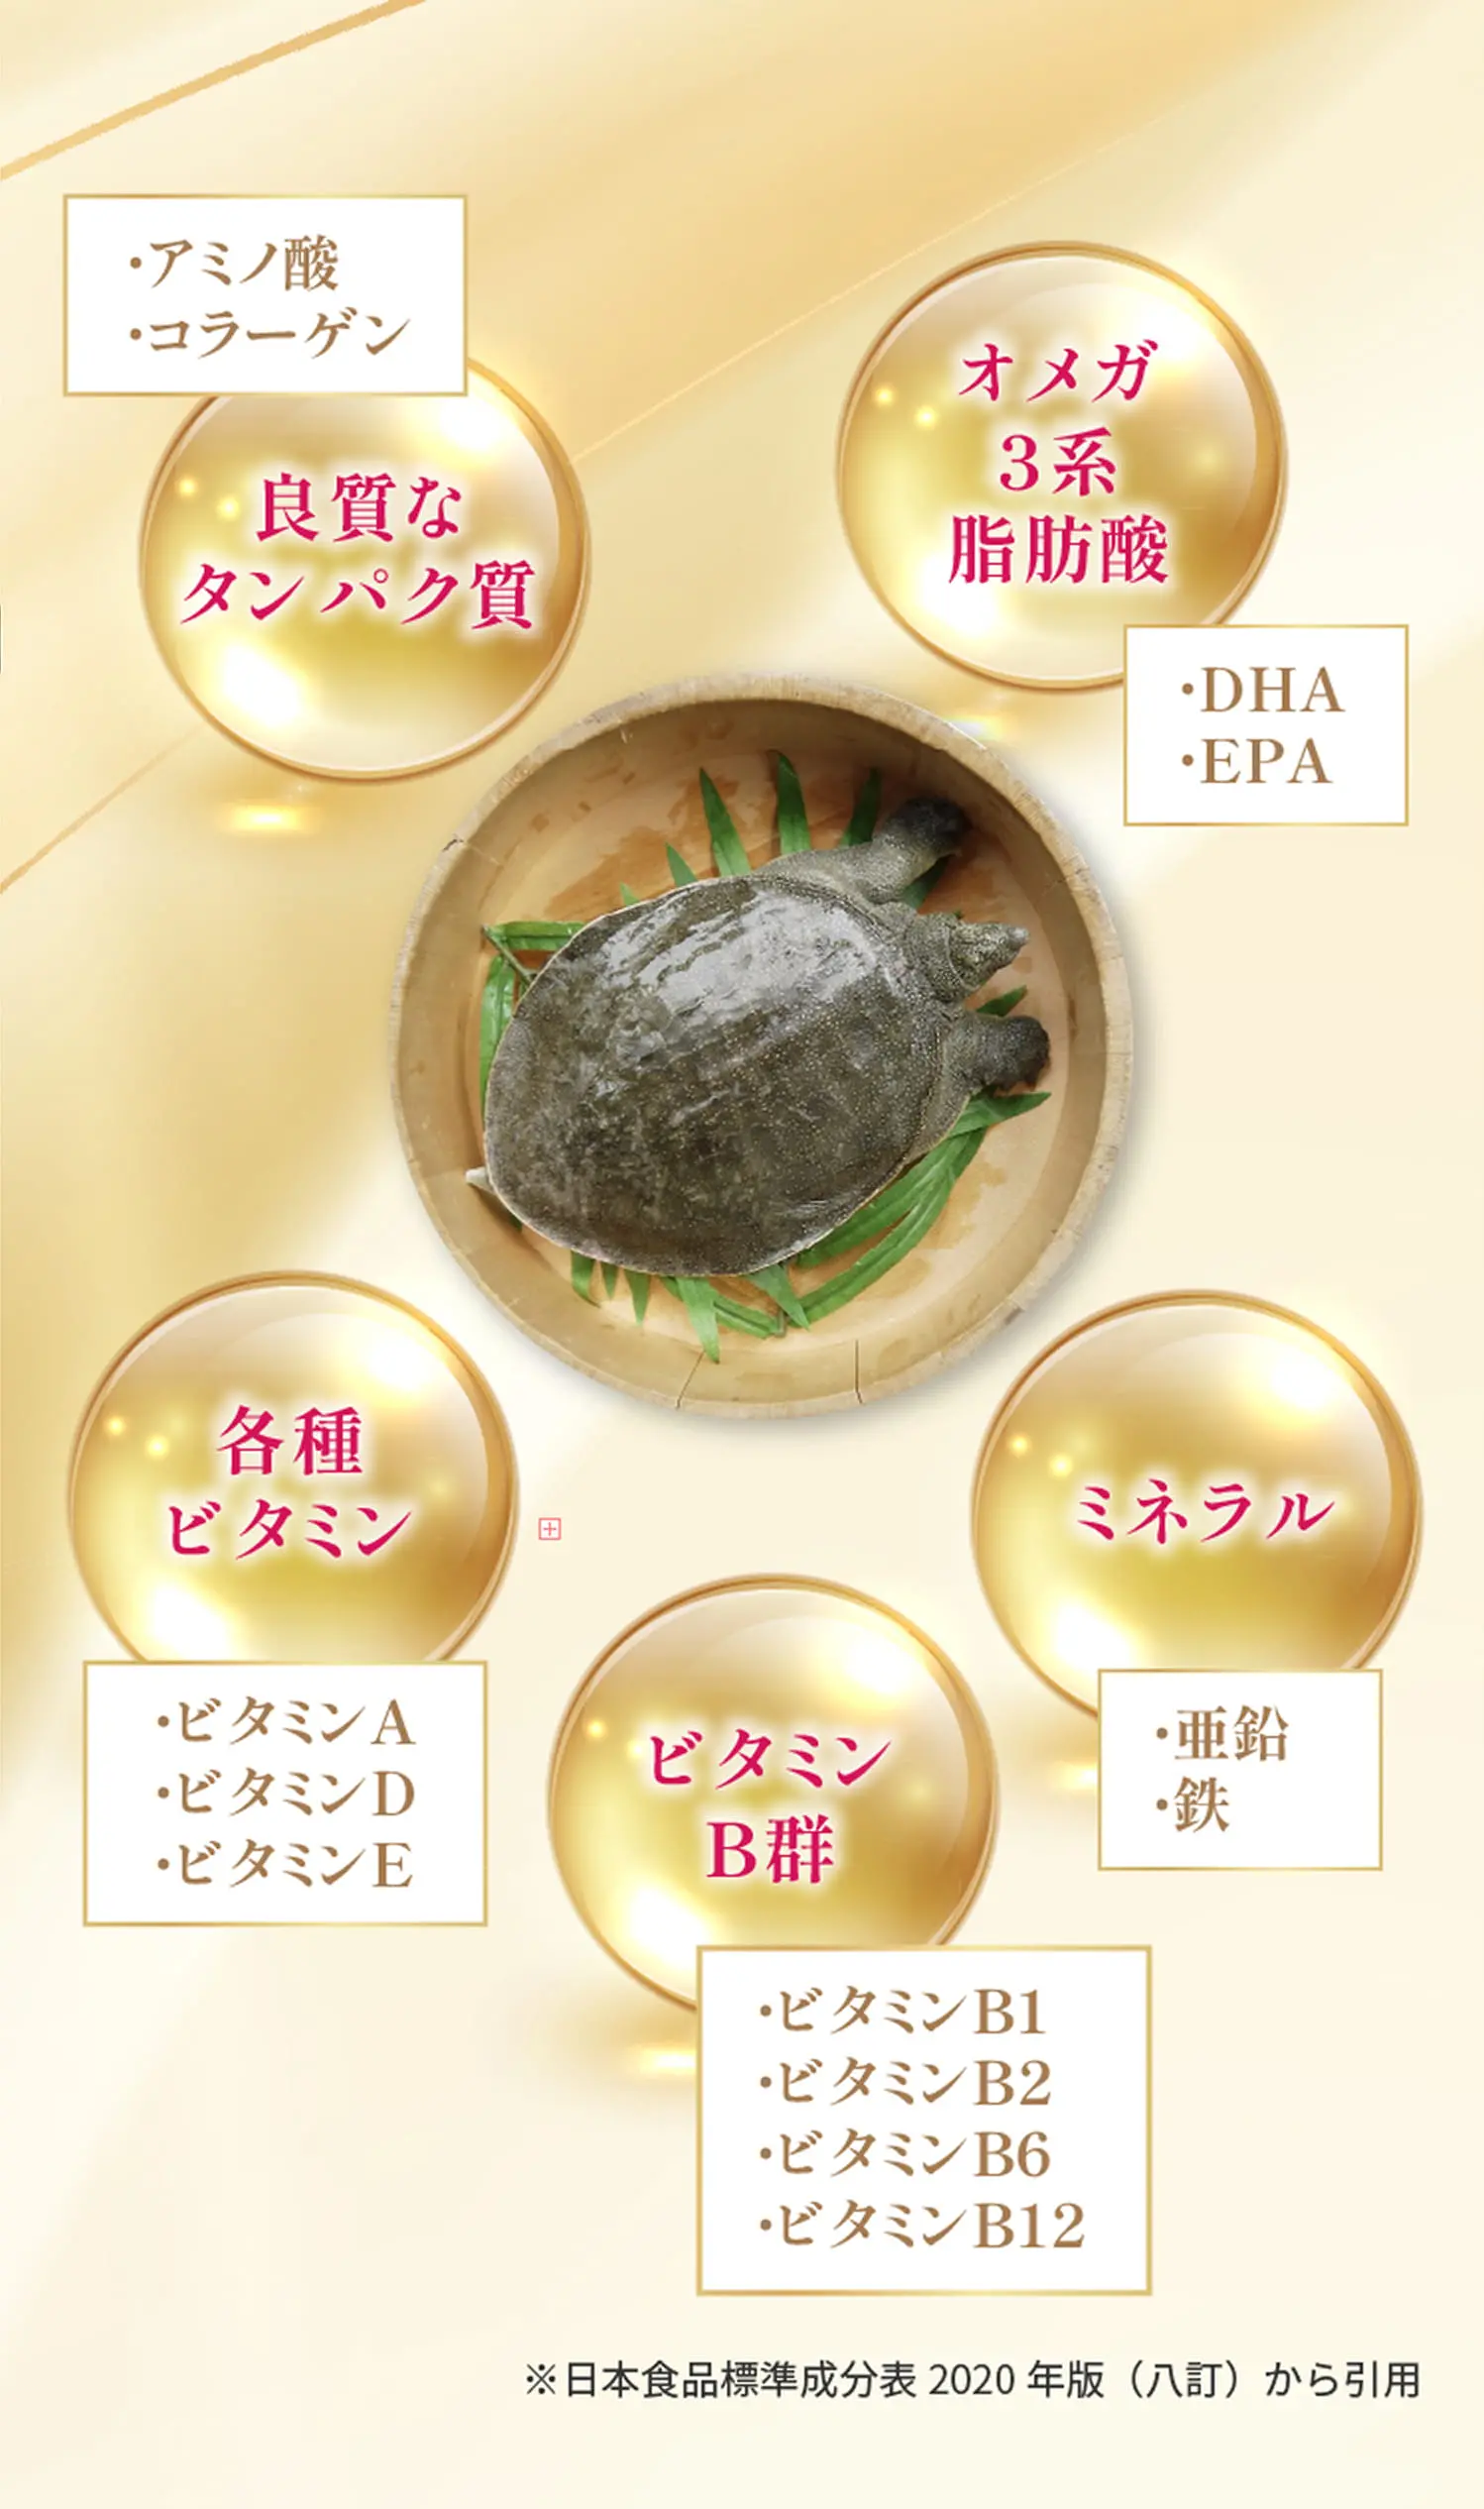 ・アミノ酸
・コラーゲン
良質な
タンパク質
オメガ
3系
脂肪酸
・DHA
・EPA
各種
ビタミン
・ビタミンA
・ビタミンD
・ビタミンE
ミネラル
・亜鉛
・鉄
ビタミン
B群
・ビタミンB1
・ビタミンB2
・ビタミンB6
・ビタミンB12
※日本食品標準成分表 2020 年版（八訂）から引用